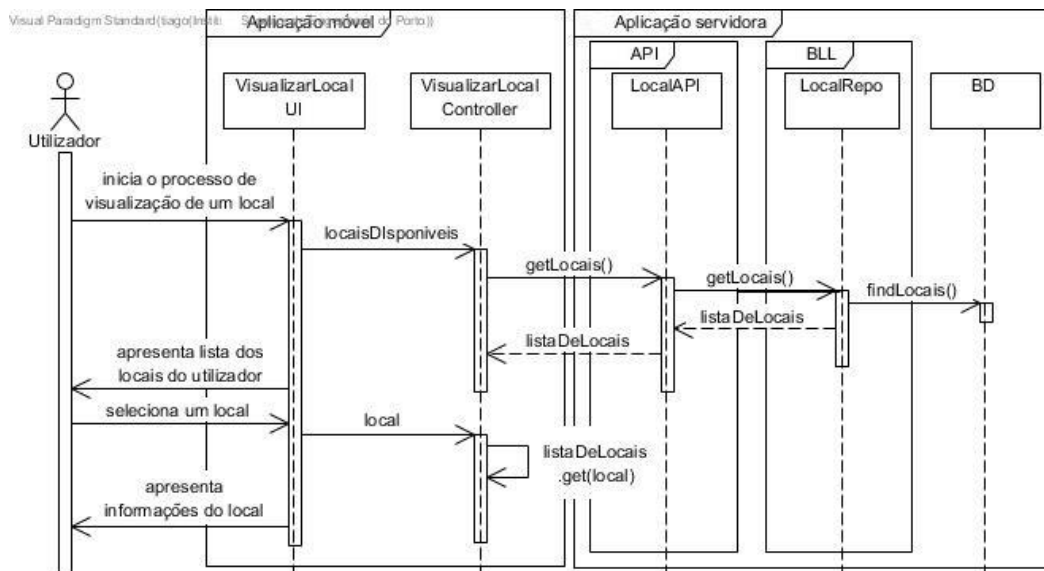 Visual Paradigm Standard(tiago(Instit
do Porto))
Aplicação móvel
Aplicação servidora
API
BLL
VisualizarLocal
UI
VisualizarLocal
Controller
LocalAPI
LocalRepo
BD
Utilizador
inicia o processo de
visualização de um local
locaisDIsponiveis
getLocais()
getLocais()
findLocais()
listaDeLocais
listaDeLocais
apresenta lista dos
locais do utilizador
seleciona um local
local
listaDeLocais
.get(local)
apresenta
informações do local